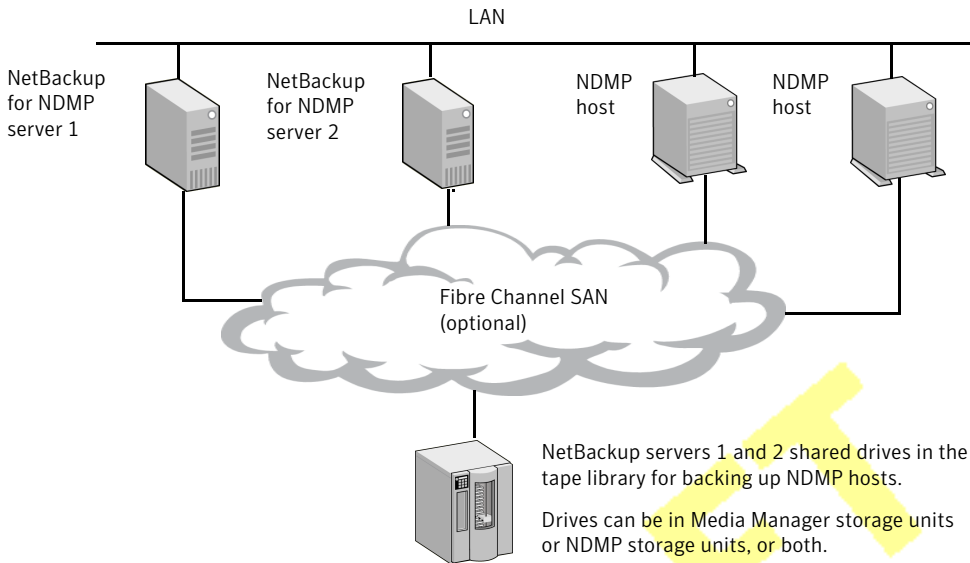 LAN
NetBackup
for NDMP
server 1
NetBackup
for NDMP
server 2
NDMP
host
NDMP
host
Fibre Channel SAN
(optional)
NetBackup servers 1 and 2 shared drives in the
tape library for backing up NDMP hosts.
Drives can be in Media Manager storage units
or NDMP storage units, or both.